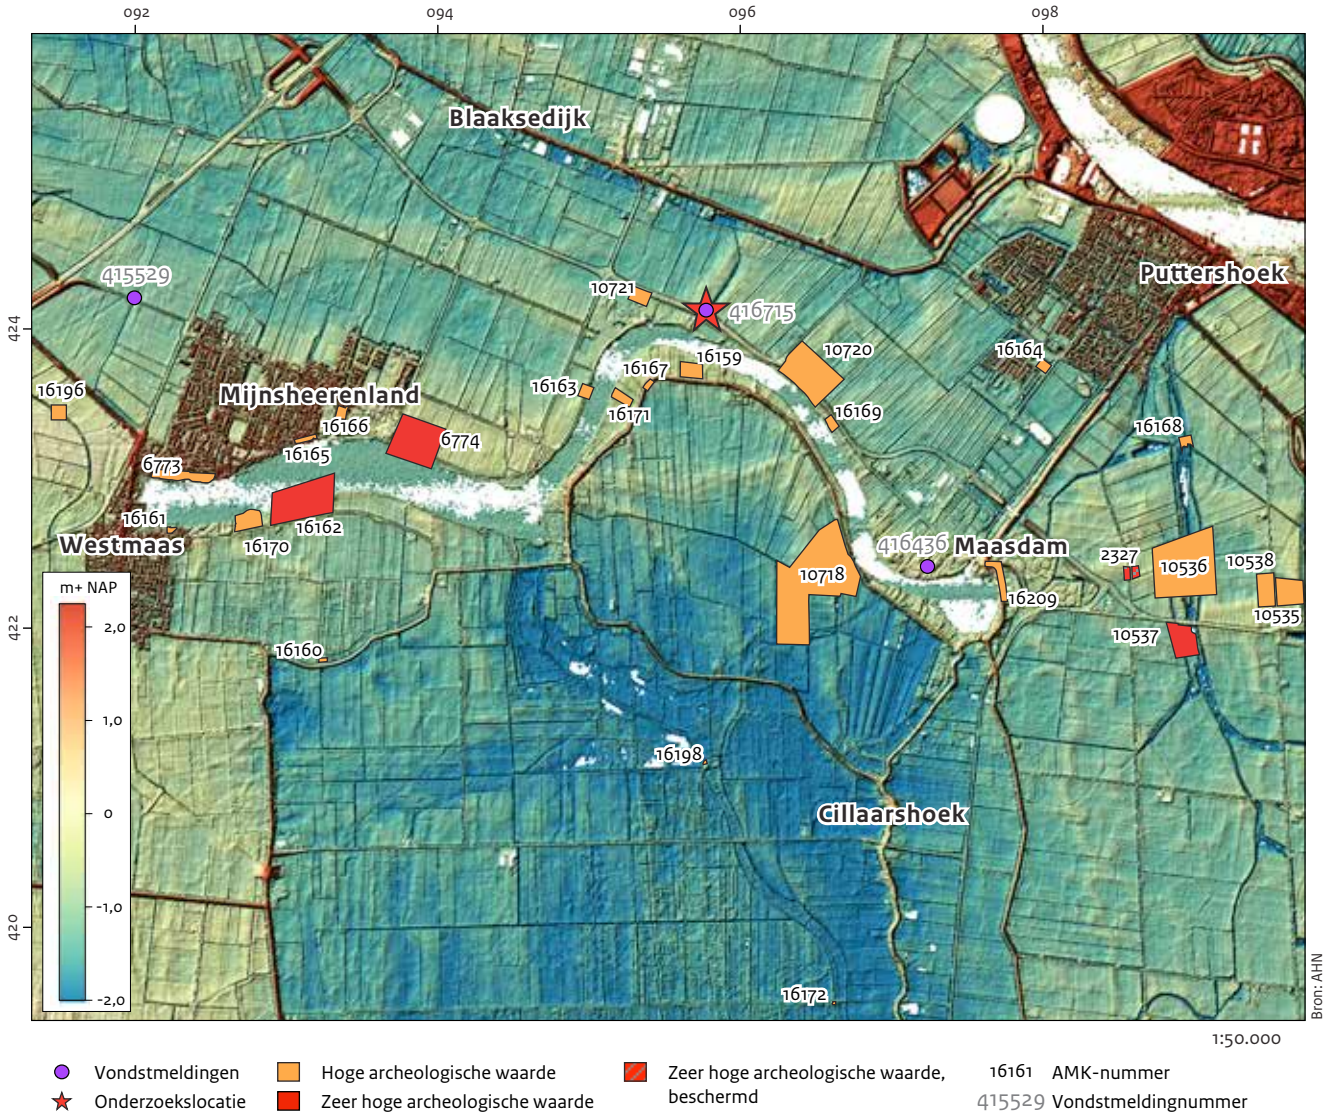 092 094 096 098
Blaaksedijk
Puttershoek
415529
10721
416715
424
10720
16164
16159
16167
16163
16196
Mijnsheerenland
16171
16169
16166
6774
16168
16165
6773
16161
16162
Westmaas
16170
416436
Maasdam
2327
10536
10538
10718
m+ NAP
16209
2,0
10535
422
10537
16160
1,0
16198
0
Cillaarshoek
-1,0
420
-2,0
16172
Bron: AHN
1:50.000
Vondstmeldingen
Hoge archeologische waarde
Zeer hoge archeologische waarde,
beschermd
16161 AMK-nummer
Onderzoekslocatie
Zeer hoge archeologische waarde
415529 Vondstmeldingnummer